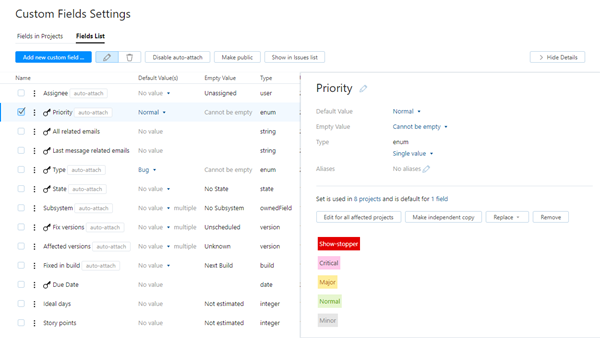 Custom Fields Settings
Fields in Projects Fields List
Add new custom field ... Disable auto-attach Make public Show in Issues list Hide Details
Name Default Value(s) Empty Value Type
Assignee auto-attach No value Unassigned user
Priority auto-attach Normal Cannot be empty enum
All related emails string
Last message related emails string
Type auto-attach Bug Cannot be empty enum
State auto-attach No value No State state
Subsystem auto-attach No value multiple No Subsystem ownedField
Fix versions auto-attach No value multiple Unscheduled version
Affected versions auto-attach No value multiple Unknown version
Fixed in build auto-attach No value Next Build build
Due Date No value date
Ideal days No value Not estimated integer
Story points No value Not estimated integer
Priority
Default Value Normal
Empty Value Cannot be empty
Type enum
Single value
Aliases No aliases
Set is used in 8 projects and is default for 1 field
Edit for all affected projects Make independent copy Replace Remove
Show-stopper
Critical
Major
Normal
Minor